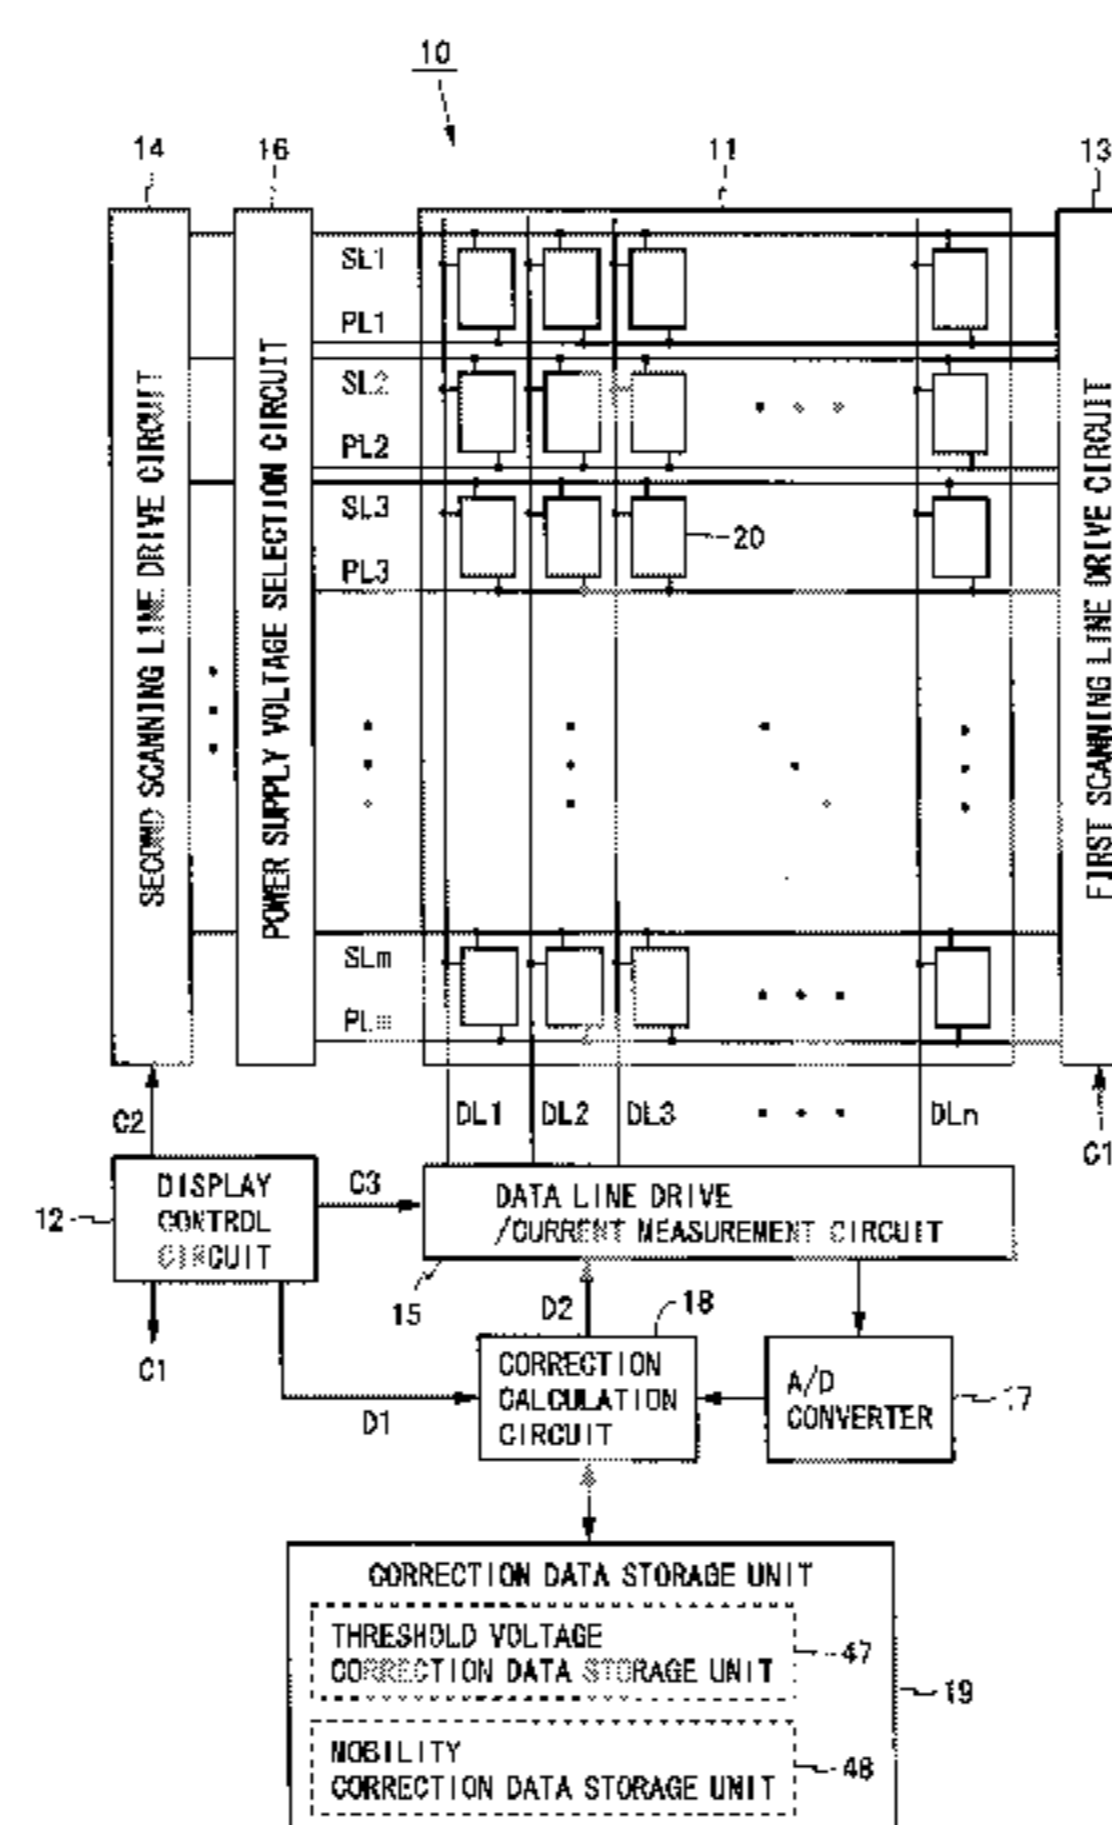 10
14
16
11
13
SL1
PL1
SL2
PL2
SL3
PL3
20
SECOND SCANNING LINE DRIVE CIRCUIT
POWER SUPPLY VOLTAGE SELECTION CIRCUIT
FIRST SCANNING LINE DRIVE CIRCUIT
SLm
PLm
DL1
DL2
DL3
DLn
C2
C1
12
DISPLAY
CONTROL
CIRCUIT
C3
DATA LINE DRIVE
/CURRENT MEASUREMENT CIRCUIT
15
D2
18
C1
D1
CORRECTION
CALCULATION
CIRCUIT
A/D
CONVERTER
17
CORRECTION DATA STORAGE UNIT
THRESHOLD VOLTAGE
CORRECTION DATA STORAGE UNIT
47
19
MOBILITY
CORRECTION DATA STORAGE UNIT
48